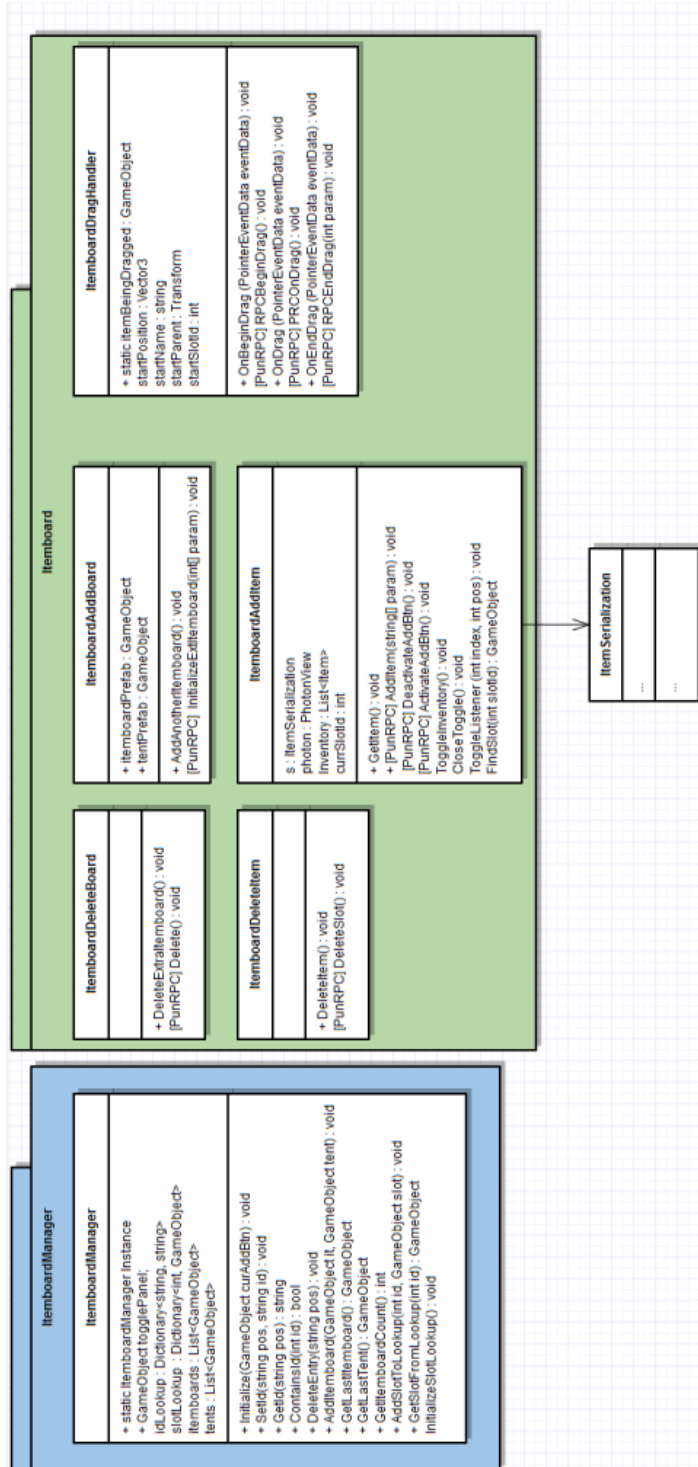 ItemboardManager
ItemboardManager
+ static ItemboardManager Instance
+ GameObject togglePanel;
idLookup : Dictionary<string, string>
slotLookup : Dictionary<int, GameObject>
itemboards : List<GameObject>
tents : List<GameObject>
+ Initialize(GameObject curAddBtn) : void
+ SetId(string pos, string id) : void
+ GetId(string pos) : string
+ ContainsId(int id) : bool
+ DeleteEntry(string pos) : void
+ AddItemboard(GameObject it, GameObject tent) : void
+ GetLastItemboard() : GameObject
+ GetLastTent() : GameObject
+ GetItemboardCount() : int
+ AddSlotToLookup(int id, GameObject slot) : void
+ GetSlotFromLookup(int id) : GameObject
InitializeSlotLookup() : void
Itemboard
ItemboardDeleteBoard
+ DeleteExtraItemboard() : void
[PunRPC] Delete() : void
ItemboardAddBoard
+ itemboardPrefab : GameObject
+ tentPrefab : GameObject
+ AddAnotherItemboard() : void
[PunRPC] InitializeExtItemboard(int[] param) : void
ItemboardDragHandler
+ static itemBeingDragged : GameObject
startPosition : Vector3
startName : string
startParent : Transform
startSlotId : int
+ OnBeginDrag (PointerEventData eventData) : void
[PunRPC] RPCBeginDrag() : void
+ OnDrag (PointerEventData eventData) : void
[PunRPC] PRCOnDrag() : void
+ OnEndDrag (PointerEventData eventData) : void
[PunRPC] RPCEndDrag(int param) : void
ItemboardDeleteItem
+ DeleteItem() : void
[PunRPC] DeleteSlot() : void
ItemboardAddItem
s : ItemSerialization
photon : PhotonView
Inventory : List<Item>
currSlotId : int
+ GetItem() : void
+ [PunRPC] AddItem(string[] param) : void
[PunRPC] DeactivateAddBtn() : void
[PunRPC] ActivateAddBtn() : void
ToggleInventory() : void
CloseToggle() : void
ToggleListener (int index, int pos) : void
FindSlot(int slotid) : GameObject
ItemSerialization
...
...